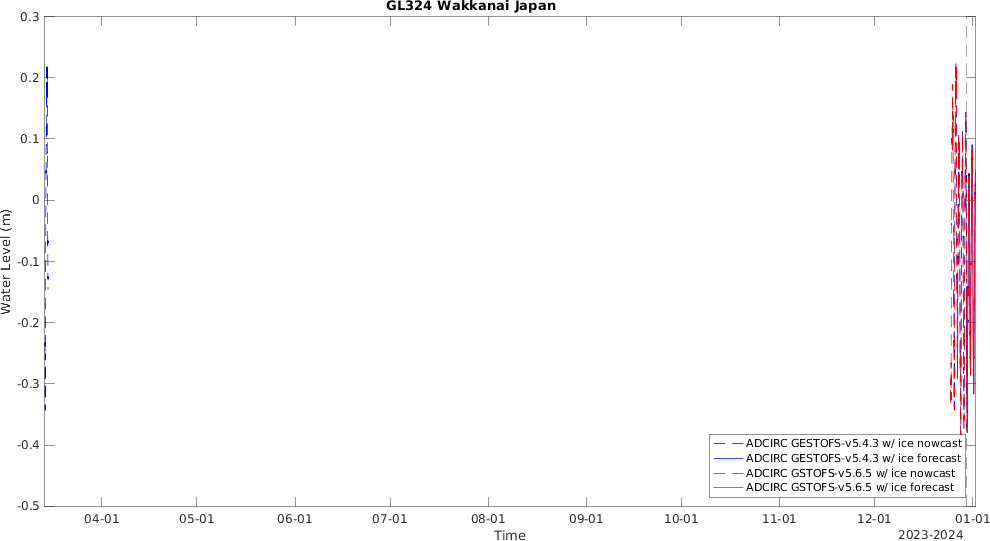 GL324 Wakkanai Japan
0.3
0.2
0.1
0
-0.1
-0.2
-0.3
-0.4
-0.5
Water Level (m)
ADCIRC GESTOFS-v5.4.3 w/ ice nowcast
ADCIRC GESTOFS-v5.4.3 w/ ice forecast
ADCIRC GSTOFS-v5.6.5 w/ ice nowcast
ADCIRC GSTOFS-v5.6.5 w/ ice forecast
04-01 05-01 06-01 07-01 08-01 09-01 10-01 11-01 12-01 01-01
Time
2023-2024